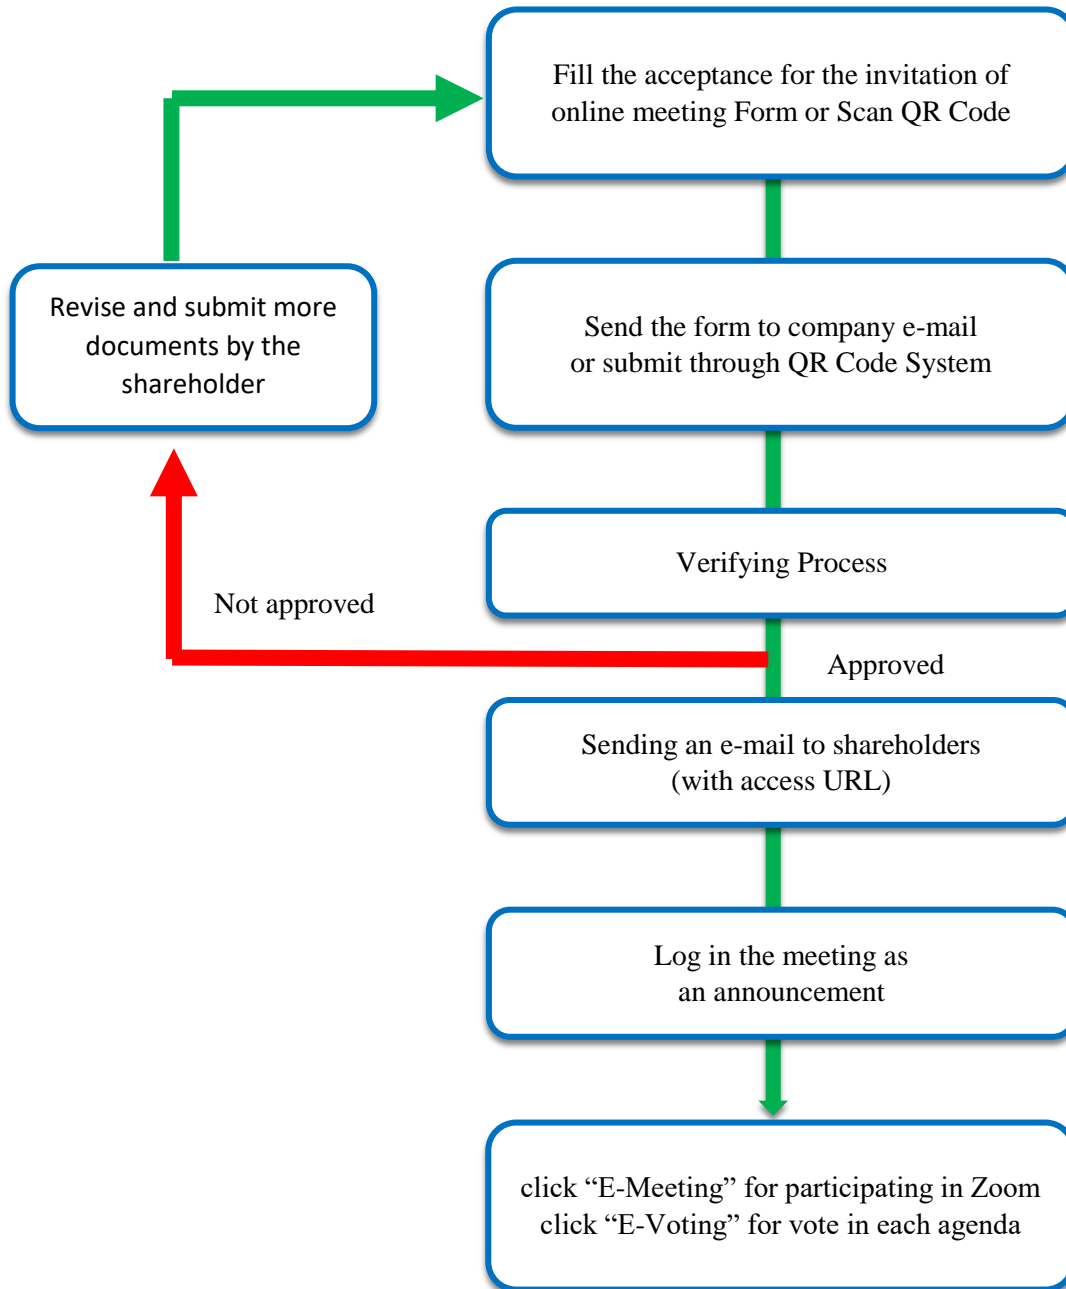 Fill the acceptance for the invitation of
online meeting Form or Scan QR Code
Revise and submit more
documents by the
shareholder
Send the form to company e-mail
or submit through QR Code System
Verifying Process
Not approved
Approved
Sending an e-mail to shareholders
(with access URL)
Log in the meeting as
an announcement
click “E-Meeting” for participating in Zoom
click “E-Voting” for vote in each agenda